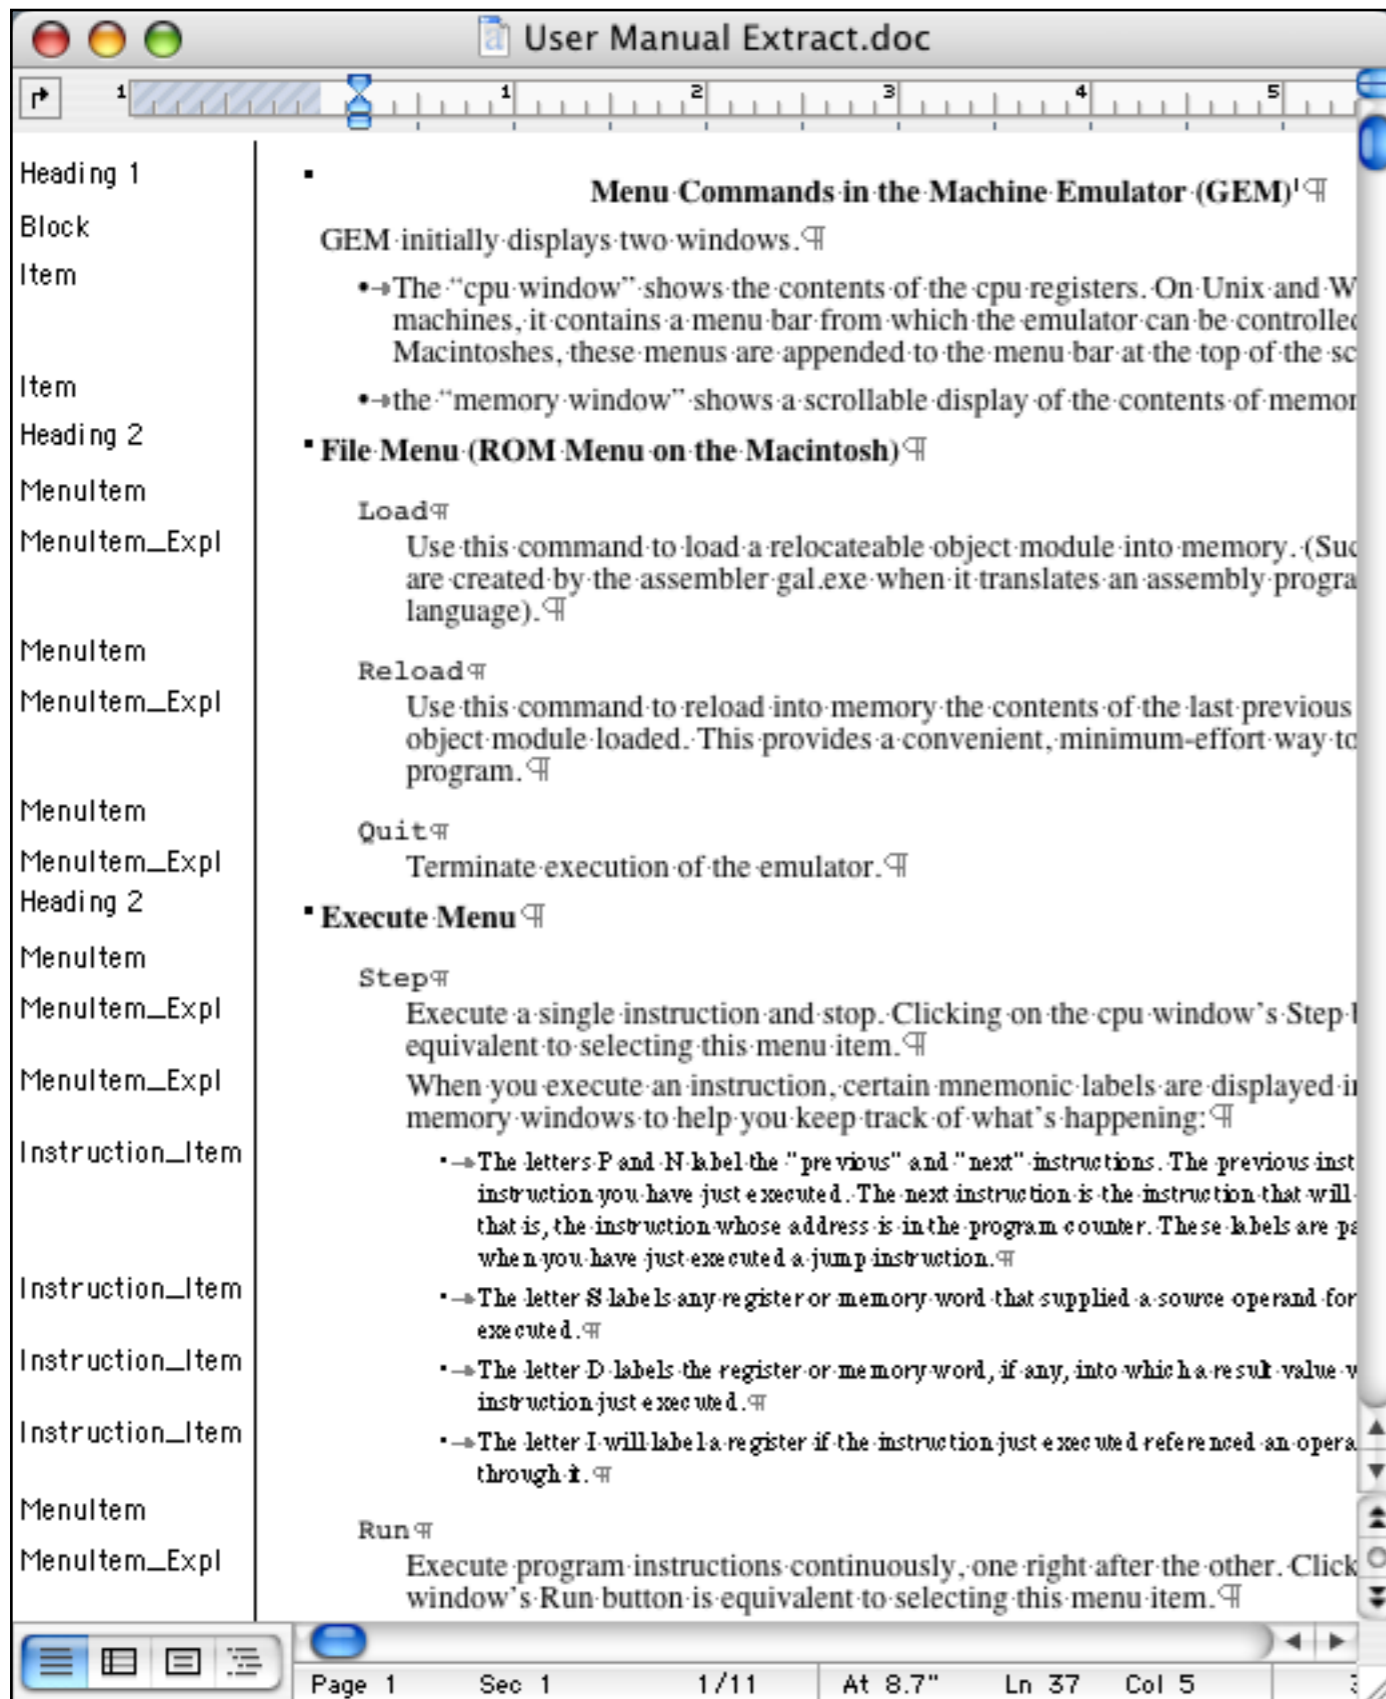 User Manual Extract.doc
1 1 2 3 4 5
Heading 1
Menu Commands in the Machine Emulator (GEM)¹¶
Block
GEM initially displays two windows.¶
Item
•The “cpu window” shows the contents of the cpu registers. On Unix and W
machines, it contains a menu bar from which the emulator can be controlled
Macintoshes, these menus are appended to the menu bar at the top of the sc
Item
•the “memory window” shows a scrollable display of the contents of memor
Heading 2
File Menu (ROM Menu on the Macintosh)¶
MenuItem
Load¶
MenuItem_Expl
Use this command to load a relocateable object module into memory. (Suc
are created by the assembler gal.exe when it translates an assembly progra
language).¶
MenuItem
Reload¶
MenuItem_Expl
Use this command to reload into memory the contents of the last previous
object module loaded. This provides a convenient, minimum-effort way to
program.¶
MenuItem
Quit¶
MenuItem_Expl
Terminate execution of the emulator.¶
Heading 2
Execute Menu¶
MenuItem
Step¶
MenuItem_Expl
Execute a single instruction and stop. Clicking on the cpu window’s Step
equivalent to selecting this menu item.¶
MenuItem_Expl
When you execute an instruction, certain mnemonic labels are displayed i
memory windows to help you keep track of what’s happening:¶
Instruction_Item
•The letters P and N label the "previous" and "next" instructions. The previous inst
instruction you have just executed. The next instruction is the instruction that will
that is, the instruction whose address is in the program counter. These labels are pa
when you have just executed a jump instruction.¶
Instruction_Item
•The letter S labels any register or memory word that supplied a source operand for
executed.¶
Instruction_Item
•The letter D labels the register or memory word, if any, into which a result value w
instruction just executed.¶
Instruction_Item
•The letter I will label a register if the instruction just executed referenced an opera
through it.¶
MenuItem
Run¶
MenuItem_Expl
Execute program instructions continuously, one right after the other. Click
window’s Run button is equivalent to selecting this menu item.¶
Page 1 Sec 1 1/11 At 8.7" Ln 37 Col 5